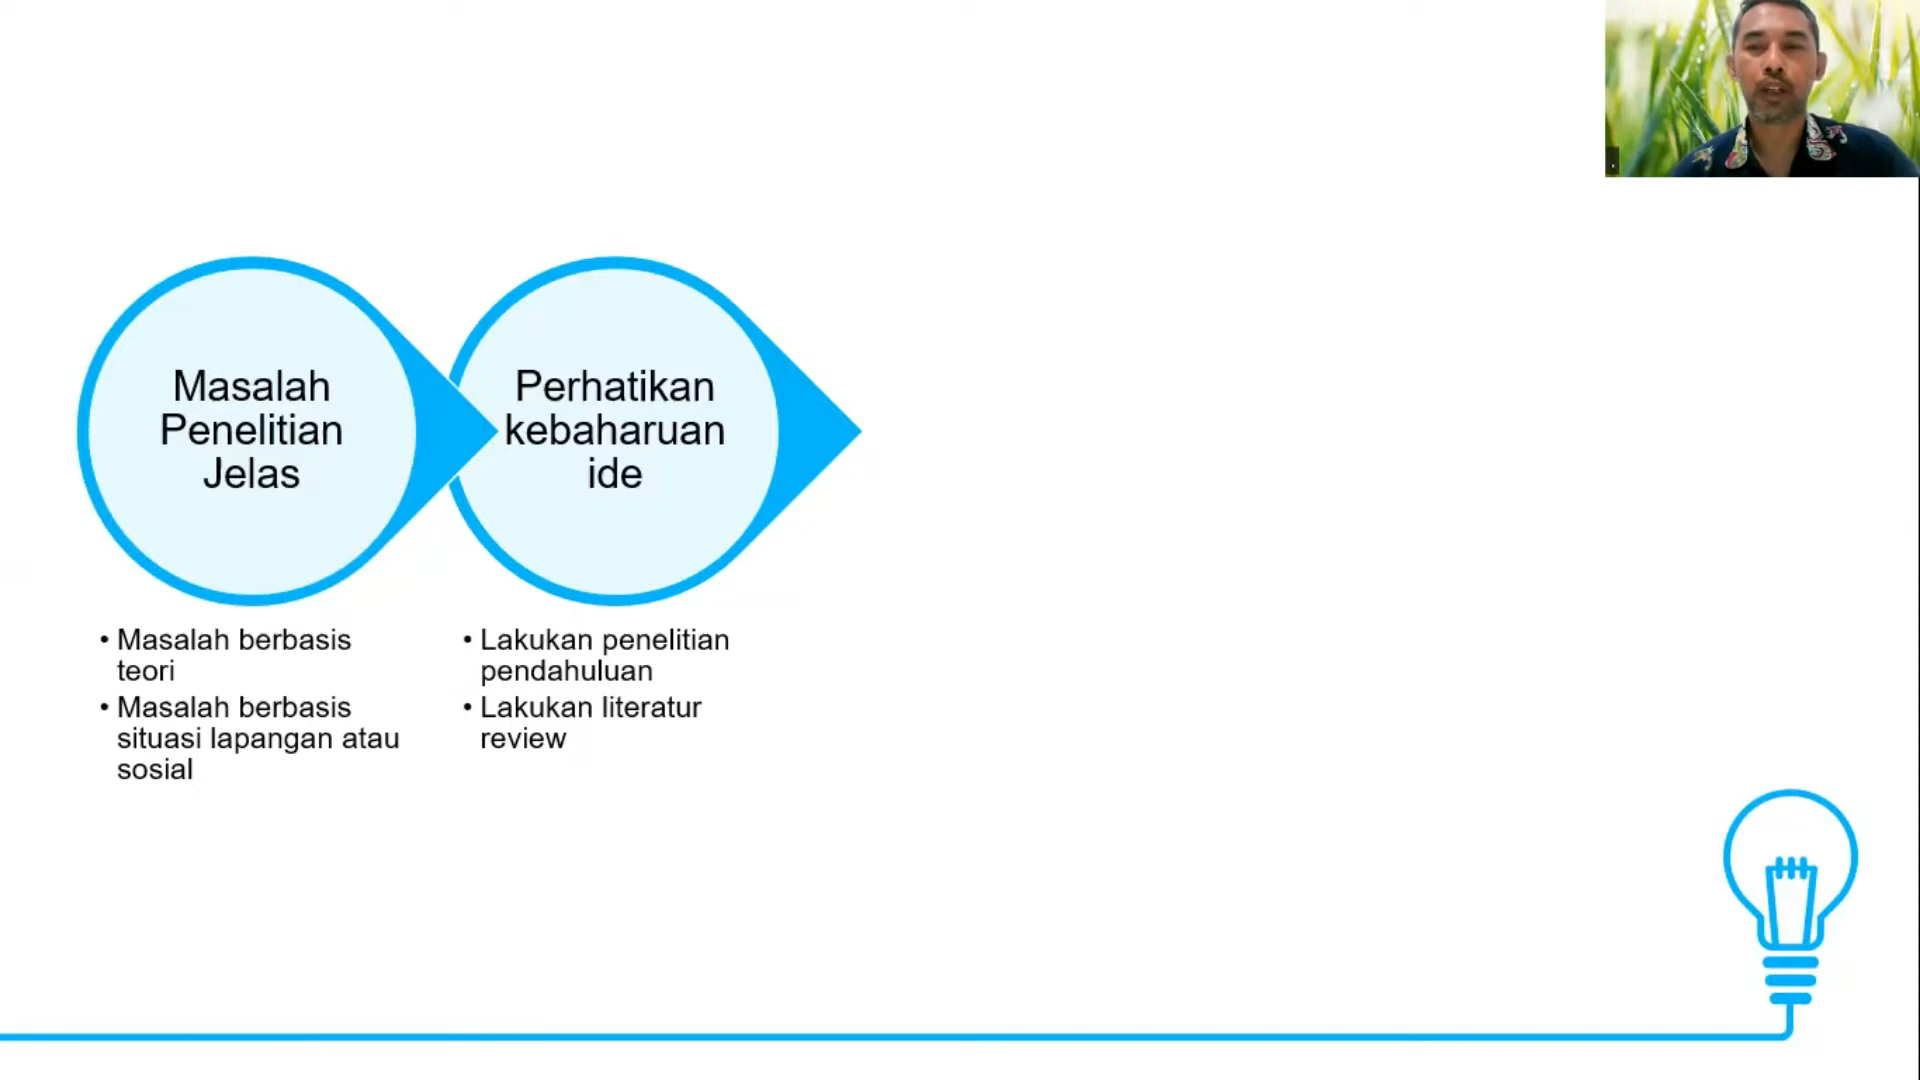 Masalah
Penelitian
Jelas
• Masalah berbasis
teori
• Masalah berbasis
situasi lapangan atau
sosial
Perhatikan
kebaharuan
ide
• Lakukan penelitian
pendahuluan
• Lakukan literatur
review